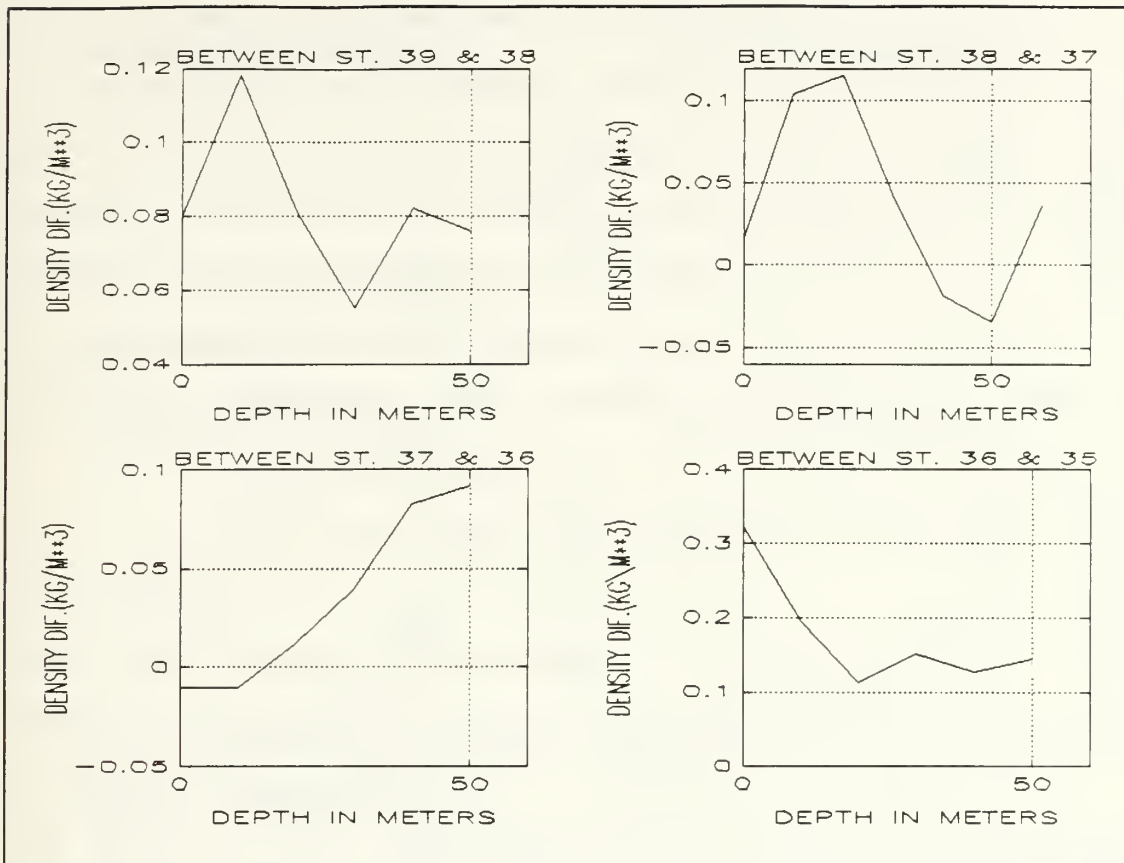 BETWEEN ST. 39 & 38
0.12
0.1
0.08
0.06
0.04
DENSITY DIF.(KG/M**3)
0
50
DEPTH IN METERS
BETWEEN ST. 38 & 37
0.1
0.05
0
-0.05
DENSITY DIF.(KG/M**3)
0
50
DEPTH IN METERS
BETWEEN ST. 37 & 36
0.1
0.05
0
-0.05
DENSITY DIF.(KG/M**3)
0
50
DEPTH IN METERS
BETWEEN ST. 36 & 35
0.4
0.3
0.2
0.1
0
DENSITY DIF.(KG\M**3)
0
50
DEPTH IN METERS